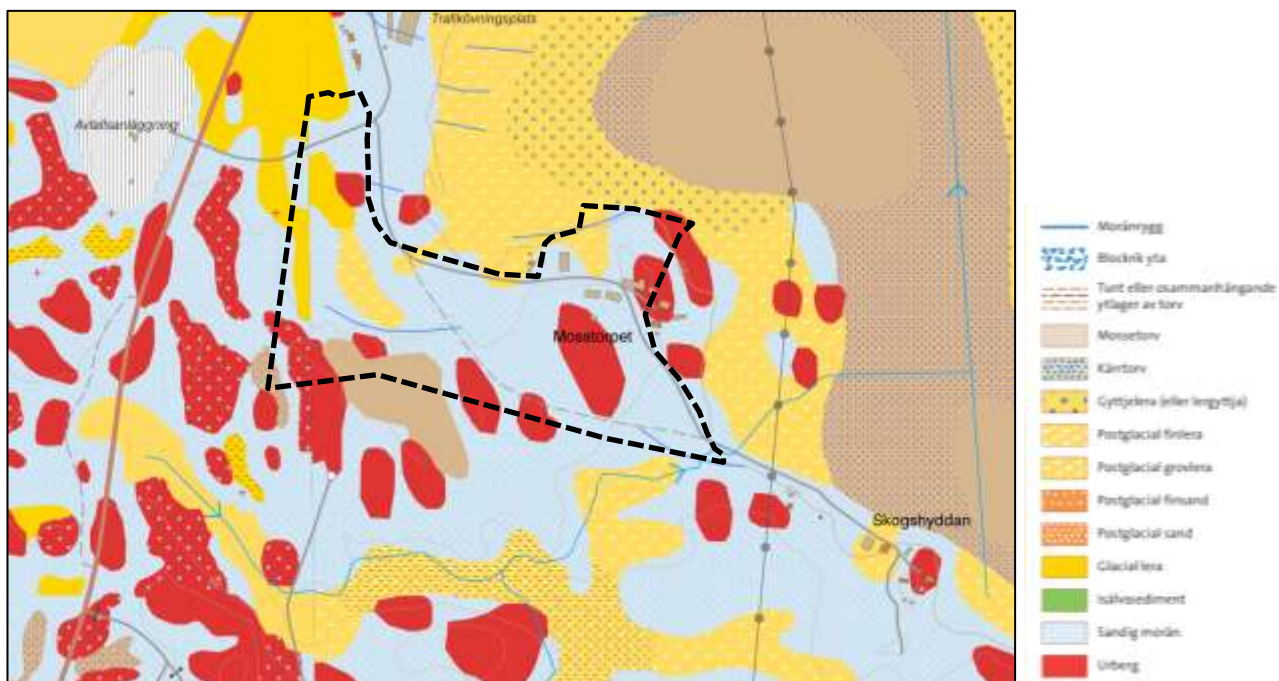 Trafikövningsplats
Avfallsanläggning
Mosstorpet
Skogshyddan
Moränrygg
Blockrik yta
Tunt eller osammanhängande
ytlager av torv
Mossetorv
Kärrtorv
Gyttjelera (eller lergyttja)
Postglacial finlera
Postglacial grovlera
Postglacial finsand
Postglacial sand
Glacial lera
Isälvssediment
Sandig morän
Urberg